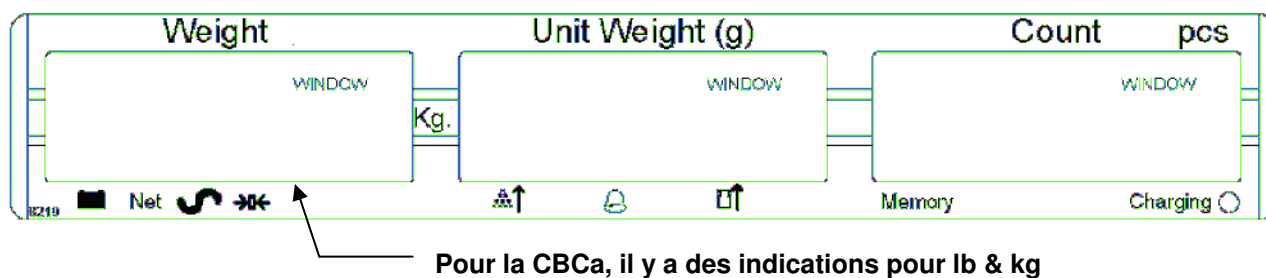 Weight Unit Weight (g) Count pcs
WINDOW WINDOW WINDOW
Kg.
Net Memory Charging
8219
Pour la CBCa, il y a des indications pour lb & kg